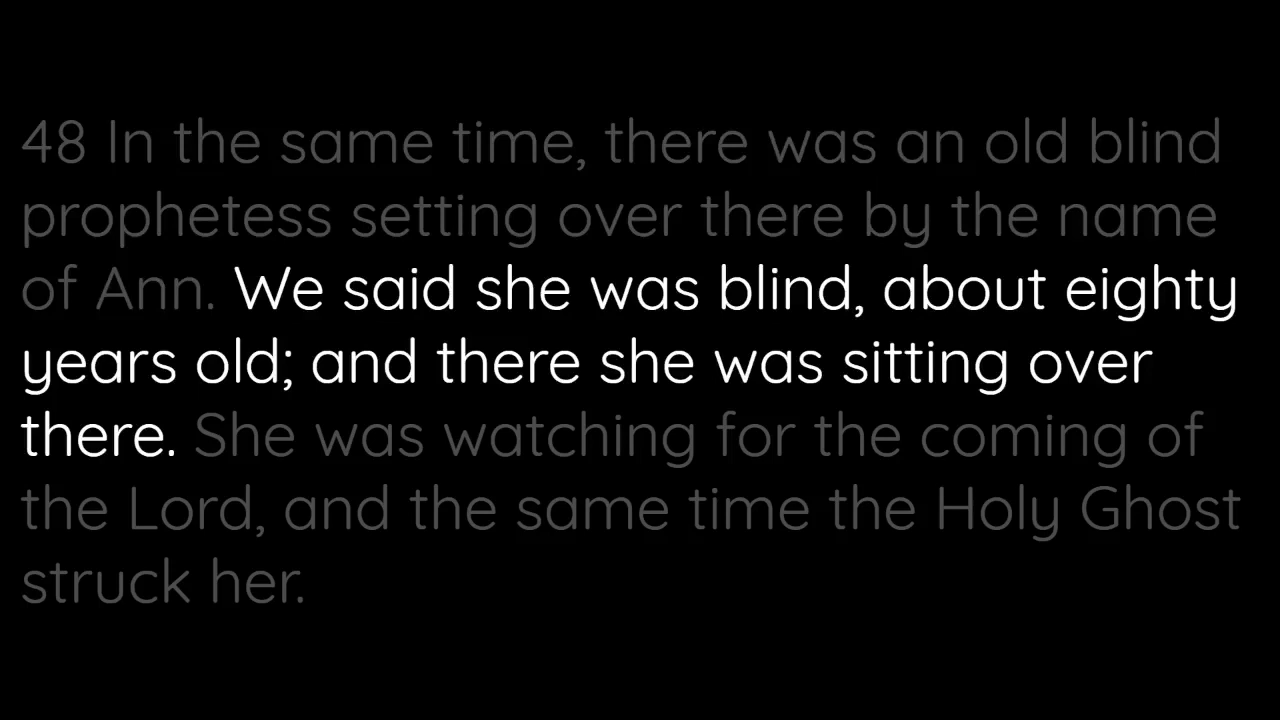 48 In the same time, there was an old blind
prophetess setting over there by the name
of Ann. We said she was blind, about eighty
years old; and there she was sitting over
there. She was watching for the coming of
the Lord, and the same time the Holy Ghost
struck her.